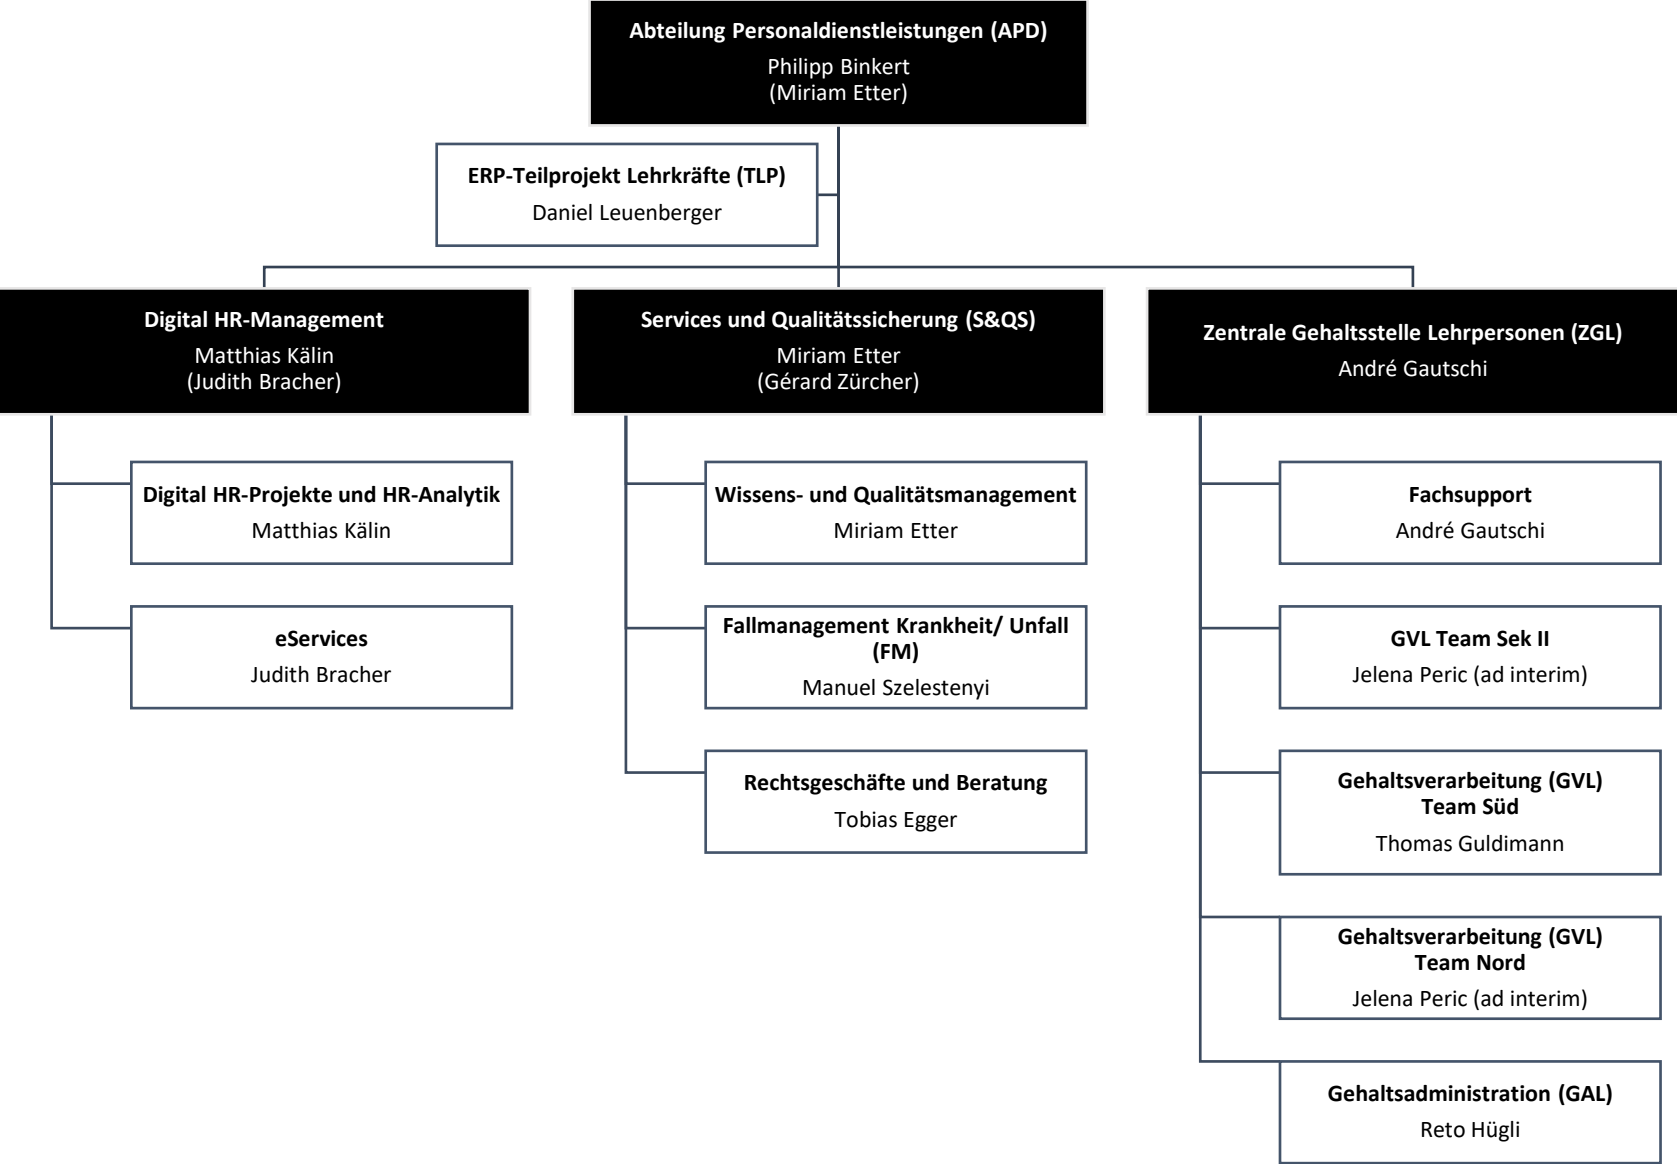 Abteilung Personaldienstleistungen (APD)
Philipp Binkert
(Miriam Etter)
ERP-Teilprojekt Lehrkräfte (TLP)
Daniel Leuenberger
Digital HR-Management
Matthias Kälin
(Judith Bracher)
Digital HR-Projekte und HR-Analytik
Matthias Kälin
eServices
Judith Bracher
Services und Qualitätssicherung (S&QS)
Miriam Etter
(Gérard Zürcher)
Wissens- und Qualitätsmanagement
Miriam Etter
Fallmanagement Krankheit/ Unfall
(FM)
Manuel Szelestenyi
Rechtsgeschäfte und Beratung
Tobias Egger
Zentrale Gehaltsstelle Lehrpersonen (ZGL)
André Gautschi
Fachsupport
André Gautschi
GVL Team Sek II
Jelena Peric (ad interim)
Gehaltsverarbeitung (GVL)
Team Süd
Thomas Guldimann
Gehaltsverarbeitung (GVL)
Team Nord
Jelena Peric (ad interim)
Gehaltsadministration (GAL)
Reto Hügli